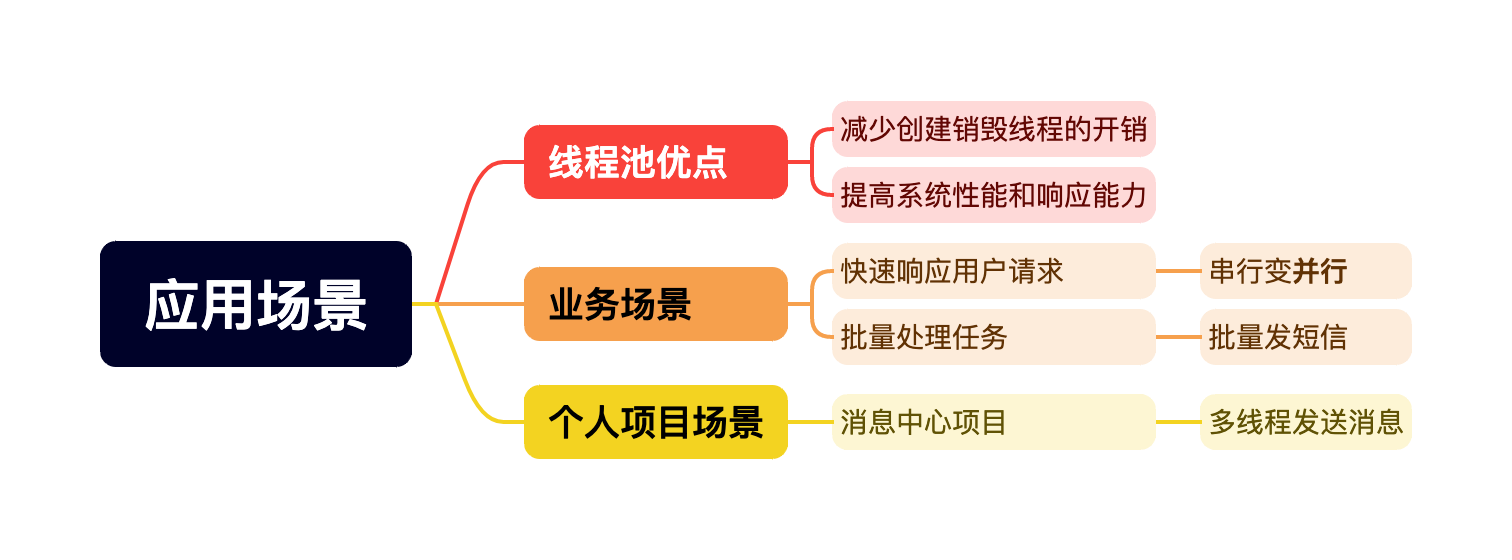 应用场景
线程池优点
减少创建销毁线程的开销
提高系统性能和响应能力
业务场景
快速响应用户请求
串行变并行
批量处理任务
批量发短信
个人项目场景
消息中心项目
多线程发送消息